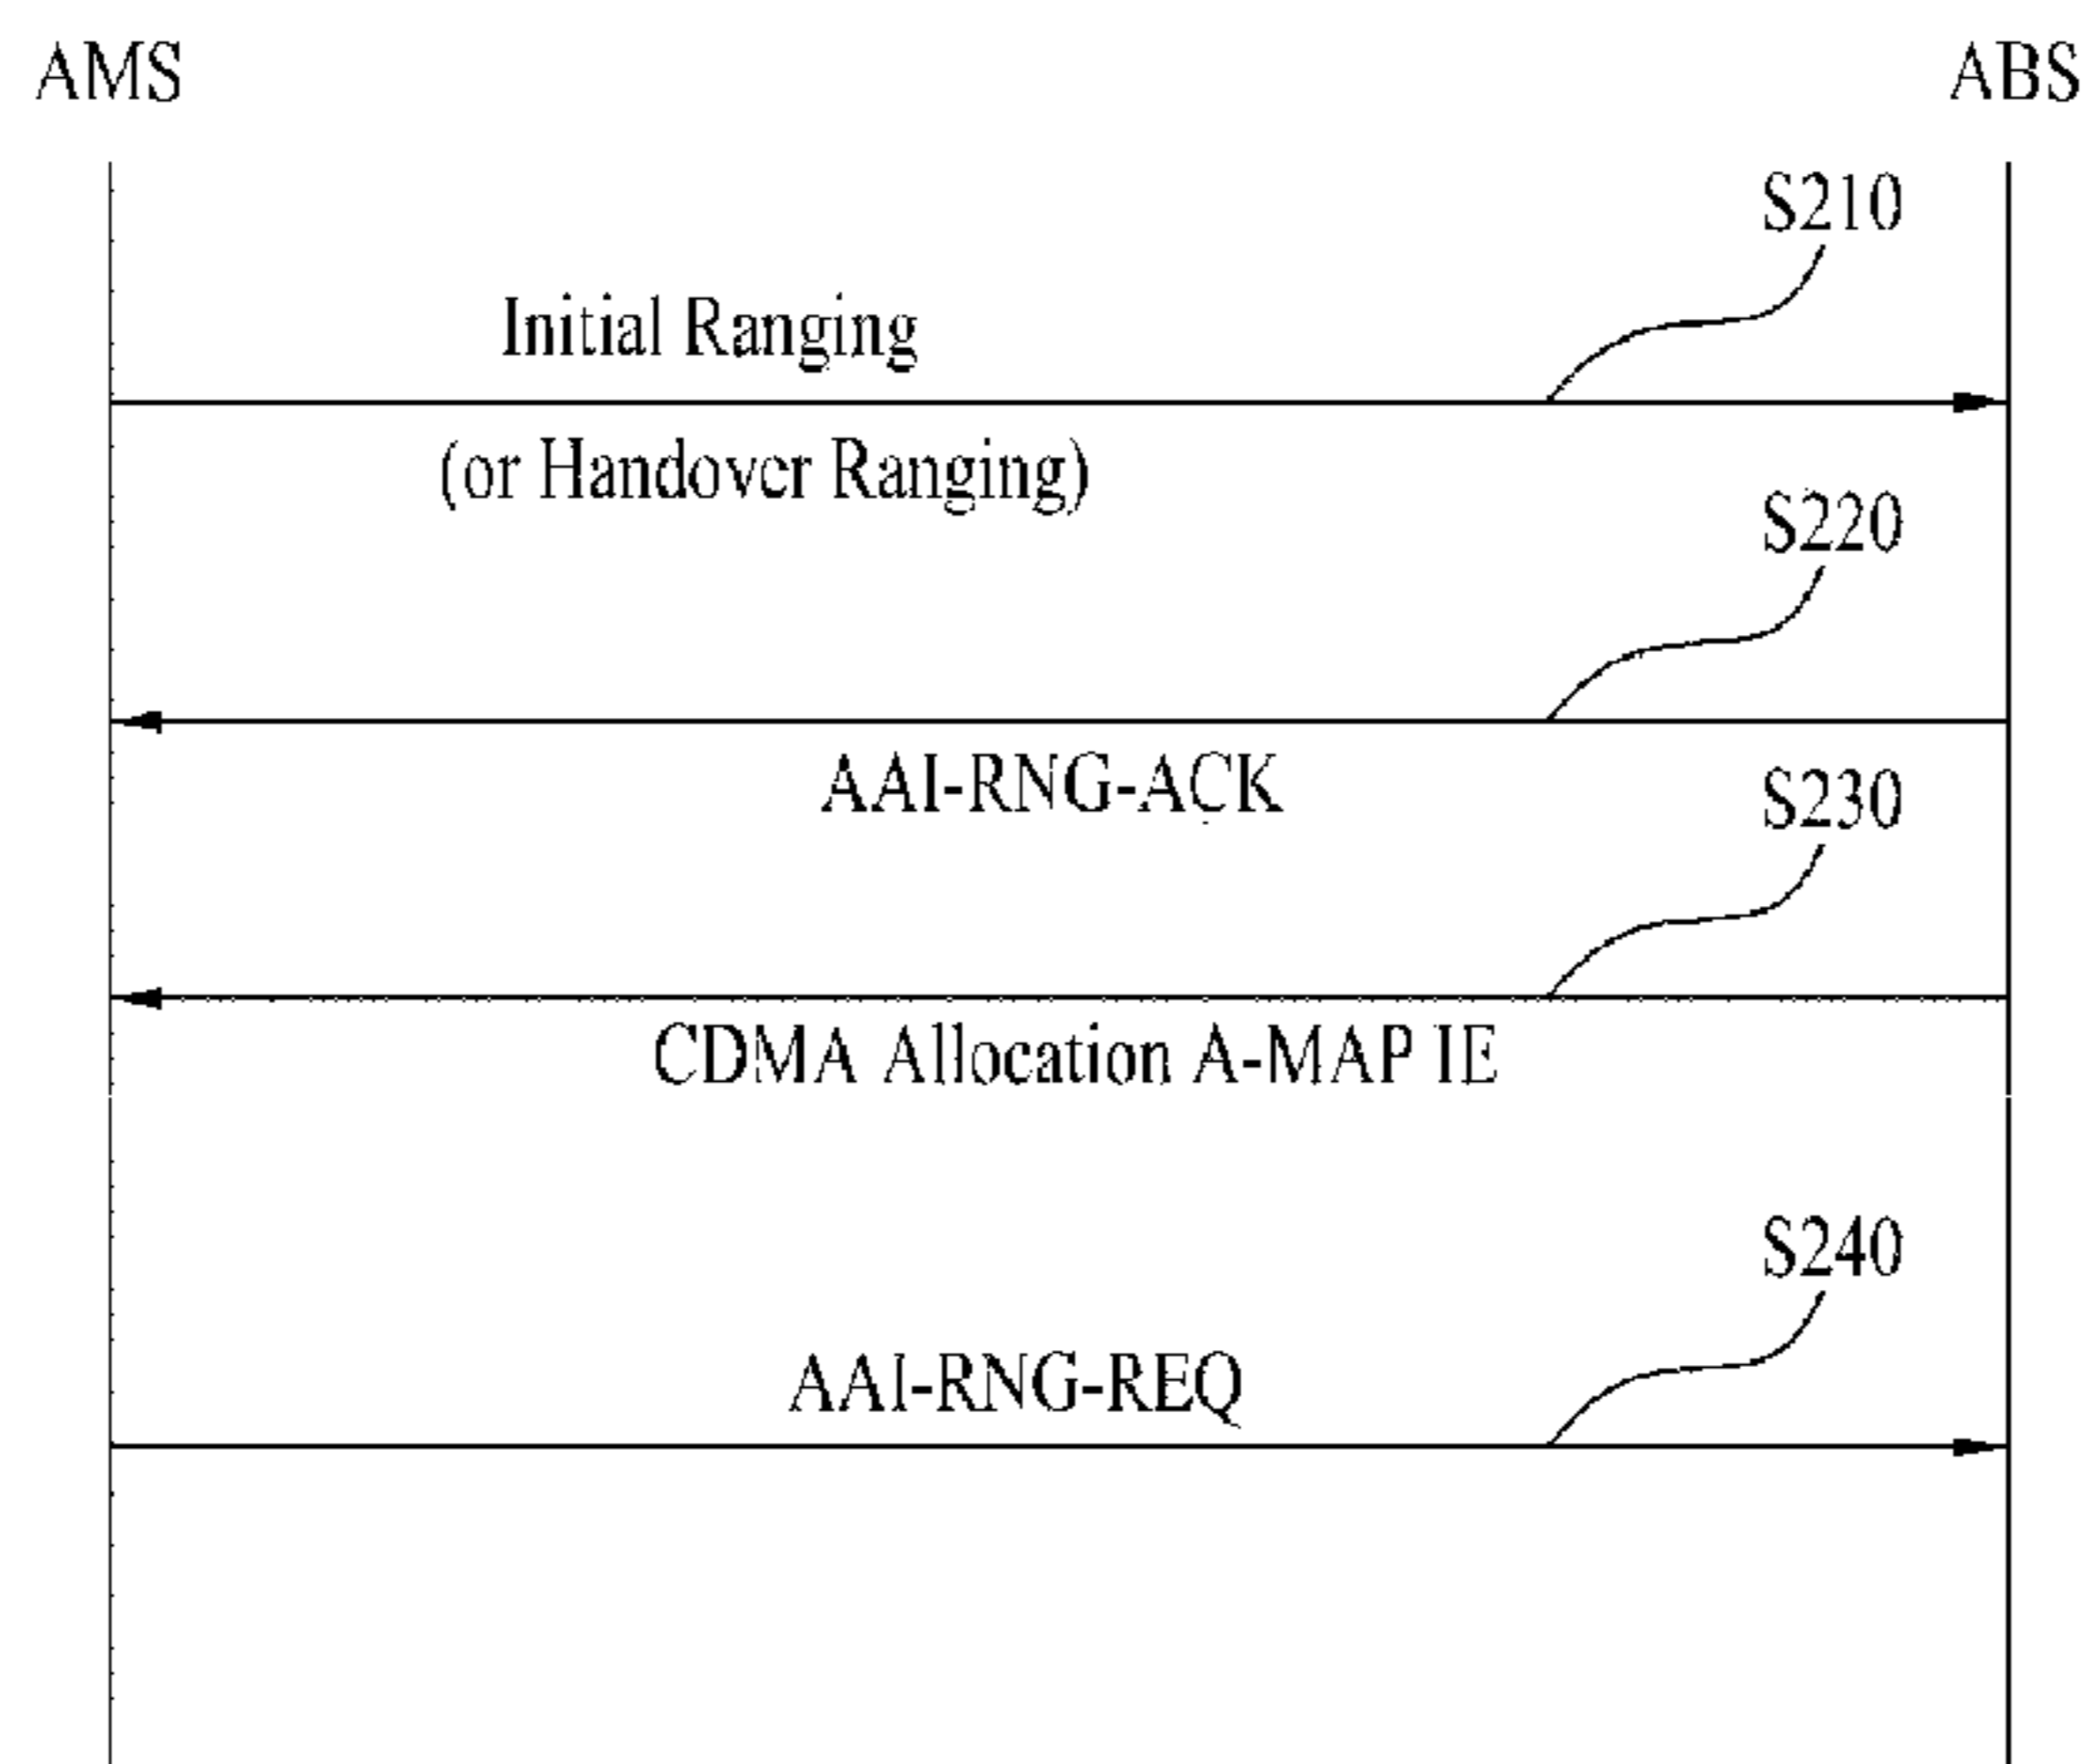 AMS
ABS
S210
Initial Ranging
(or Handover Ranging)
S220
AAI-RNG-ACK
S230
CDMA Allocation A-MAP IE
S240
AAI-RNG-REQ